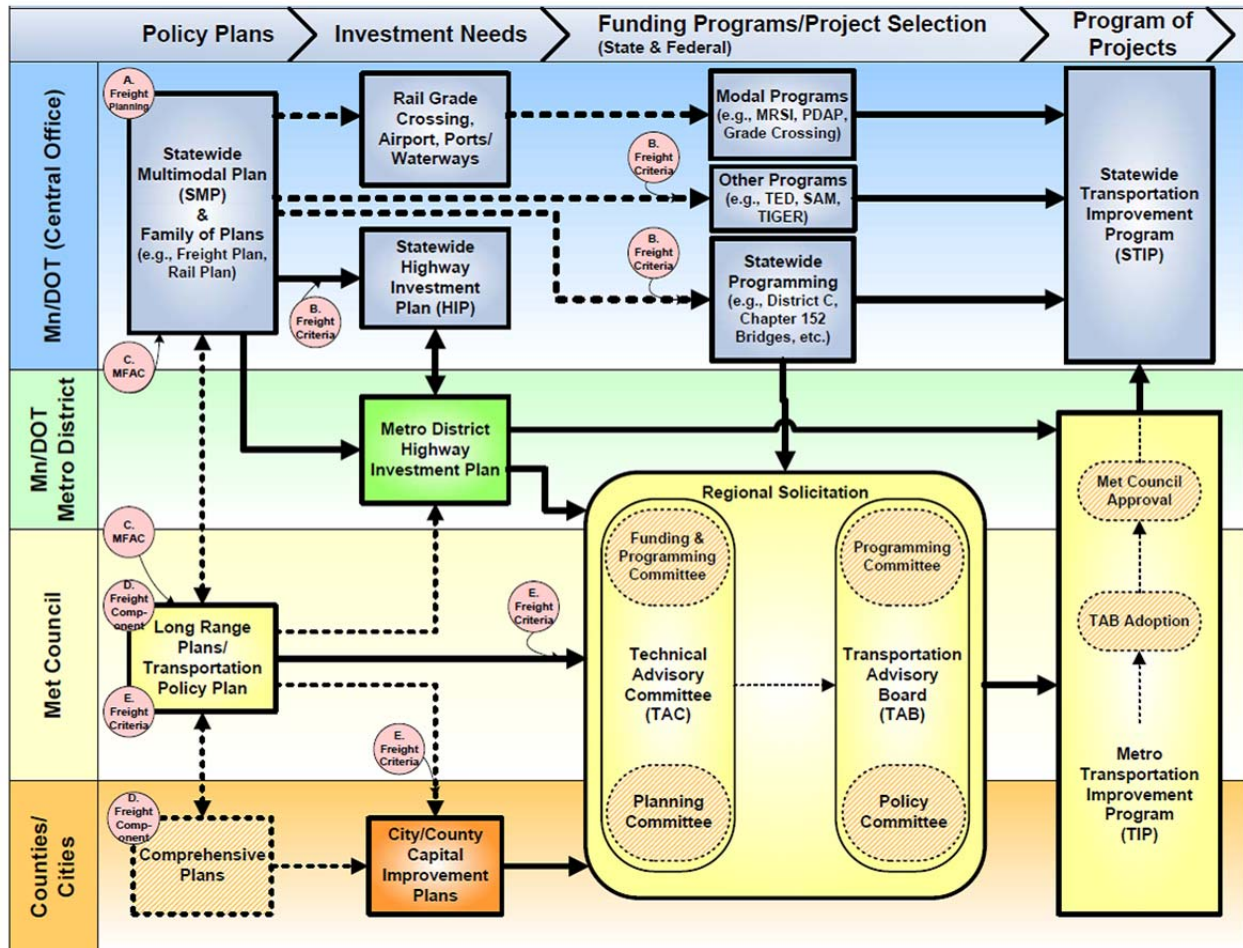 Policy Plans
Investment Needs
Funding Programs/Project Selection
(State & Federal)
Program of
Projects
Mn/DOT (Central Office)
A.
Freight
Planning
Statewide
Multimodal Plan
(SMP)
&
Family of Plans
(e.g., Freight Plan,
Rail Plan)
Rail Grade
Crossing,
Airport, Ports/
Waterways
Modal Programs
(e.g., MRSI, PDAP,
Grade Crossing)
B.
Freight
Criteria
Other Programs
(e.g., TED, SAM,
TIGER)
Statewide
Highway
Investment
Plan (HIP)
B.
Freight
Criteria
B.
Freight
Criteria
Statewide
Programming
(e.g., District C,
Chapter 152
Bridges, etc.)
Statewide
Transportation
Improvement
Program
(STIP)
C.
MFAC
Mn/DOT
Metro District
Metro District
Highway
Investment Plan
Regional Solicitation
Met Council
Approval
Met Council
C.
MFAC
D.
Freight
Comp-
onent
Long Range
Plans/
Transportation
Policy Plan
E.
Freight
Criteria
E.
Freight
Criteria
E.
Freight
Criteria
Funding &
Programming
Committee
Technical
Advisory
Committee
(TAC)
Planning
Committee
Programming
Committee
Transportation
Advisory
Board
(TAB)
Policy
Committee
TAB Adoption
Metro
Transportation
Improvement
Program
(TIP)
Counties/
Cities
D.
Freight
Comp-
onent
Comprehensive
Plans
City/County
Capital
Improvement
Plans